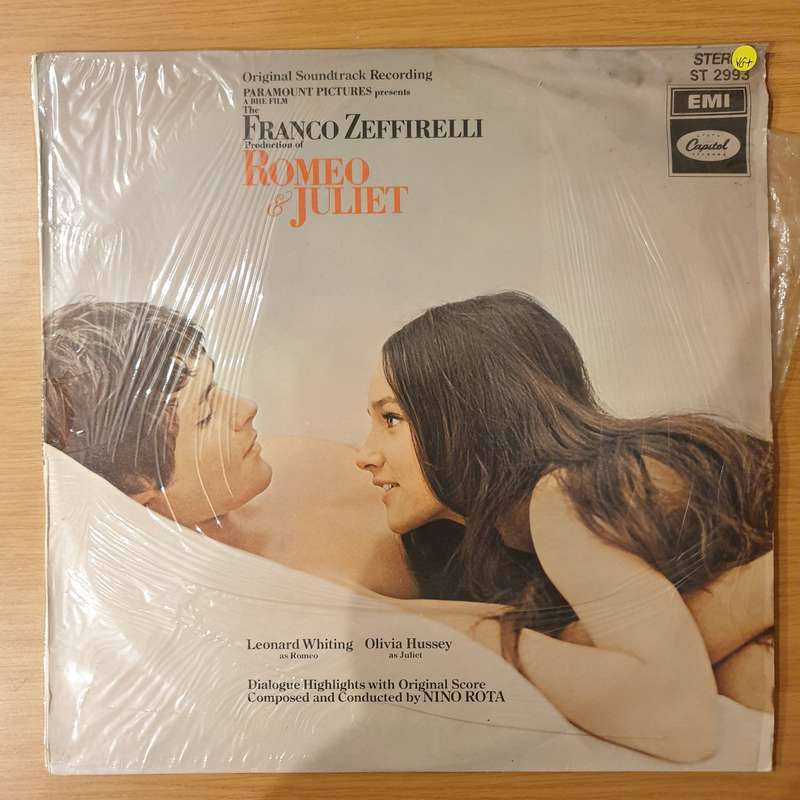 Original Soundtrack Recording
PARAMOUNT PICTURES presents
A BHE FILM
The
FRANCO ZEFFIRELLI
Production of
ROMEO
& JULIET
STEREO
ST 2993
VG+
EMI
Capitol
Leonard Whiting
as Romeo
Olivia Hussey
as Juliet
Dialogue Highlights with Original Score
Composed and Conducted by NINO ROTA